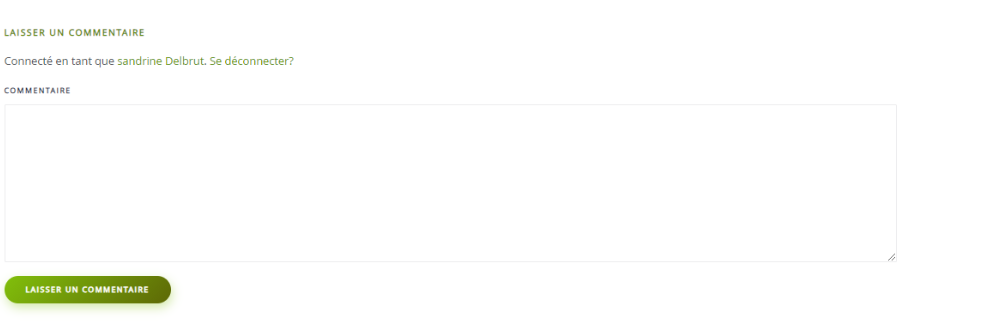 LAISSER UN COMMENTAIRE
Connecté en tant que sandrine Delbrut. Se déconnecter?
COMMENTAIRE
LAISSER UN COMMENTAIRE